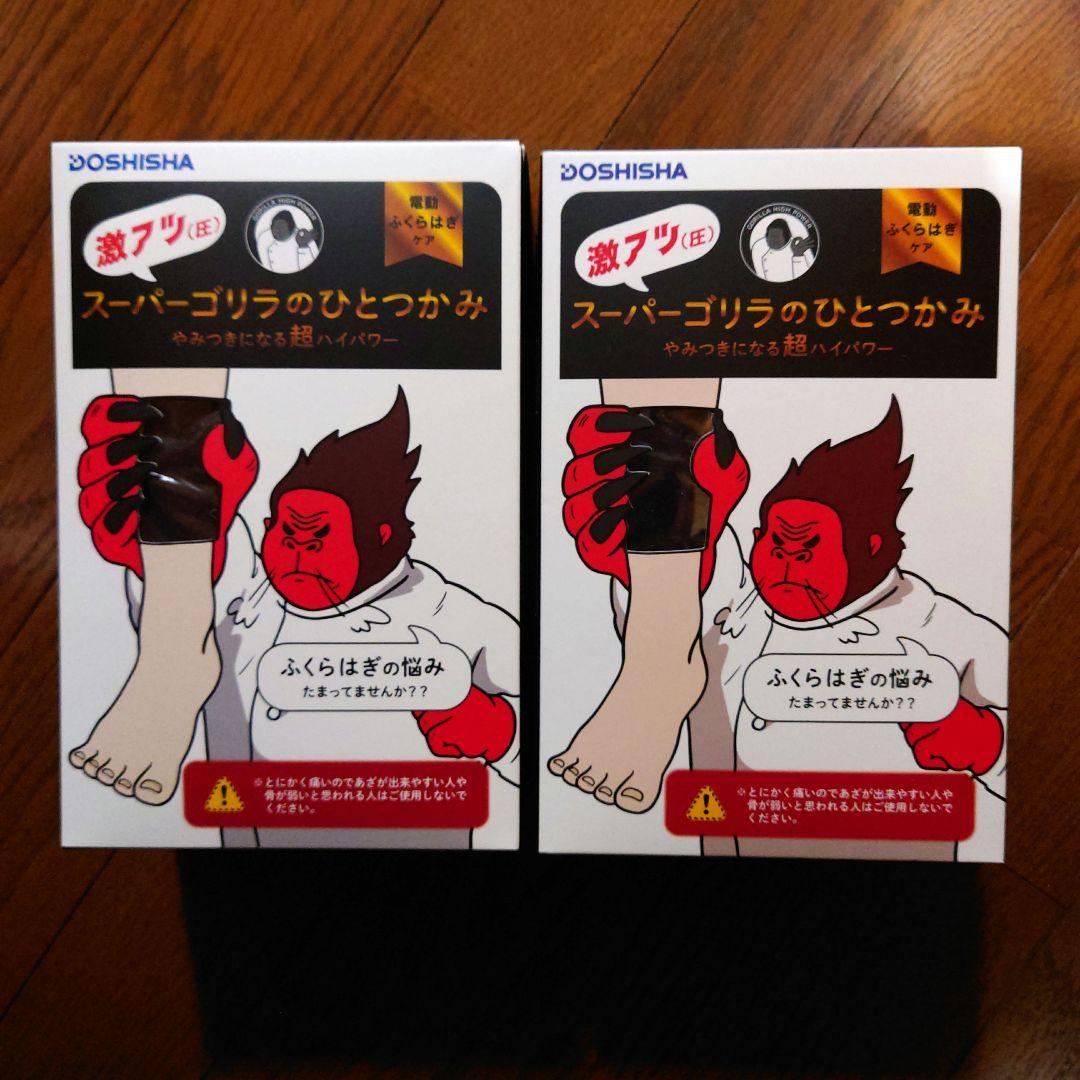 DOSHISHA
激アツ(圧)
GORILLA HIGH POWER
電動
ふくらはぎ
ケア
スーパーゴリラのひとつかみ
やみつきになる超ハイパワー
ふくらはぎの悩み
たまってませんか??
※とにかく痛いのであざが出来やすい人や
骨が弱いと思われる人はご使用しないで
ください。
DOSHISHA
激アツ(圧)
GORILLA HIGH POWER
電動
ふくらはぎ
ケア
スーパーゴリラのひとつかみ
やみつきになる超ハイパワー
ふくらはぎの悩み
たまってませんか??
※とにかく痛いのであざが出来やすい人や
骨が弱いと思われる人はご使用しないで
ください。